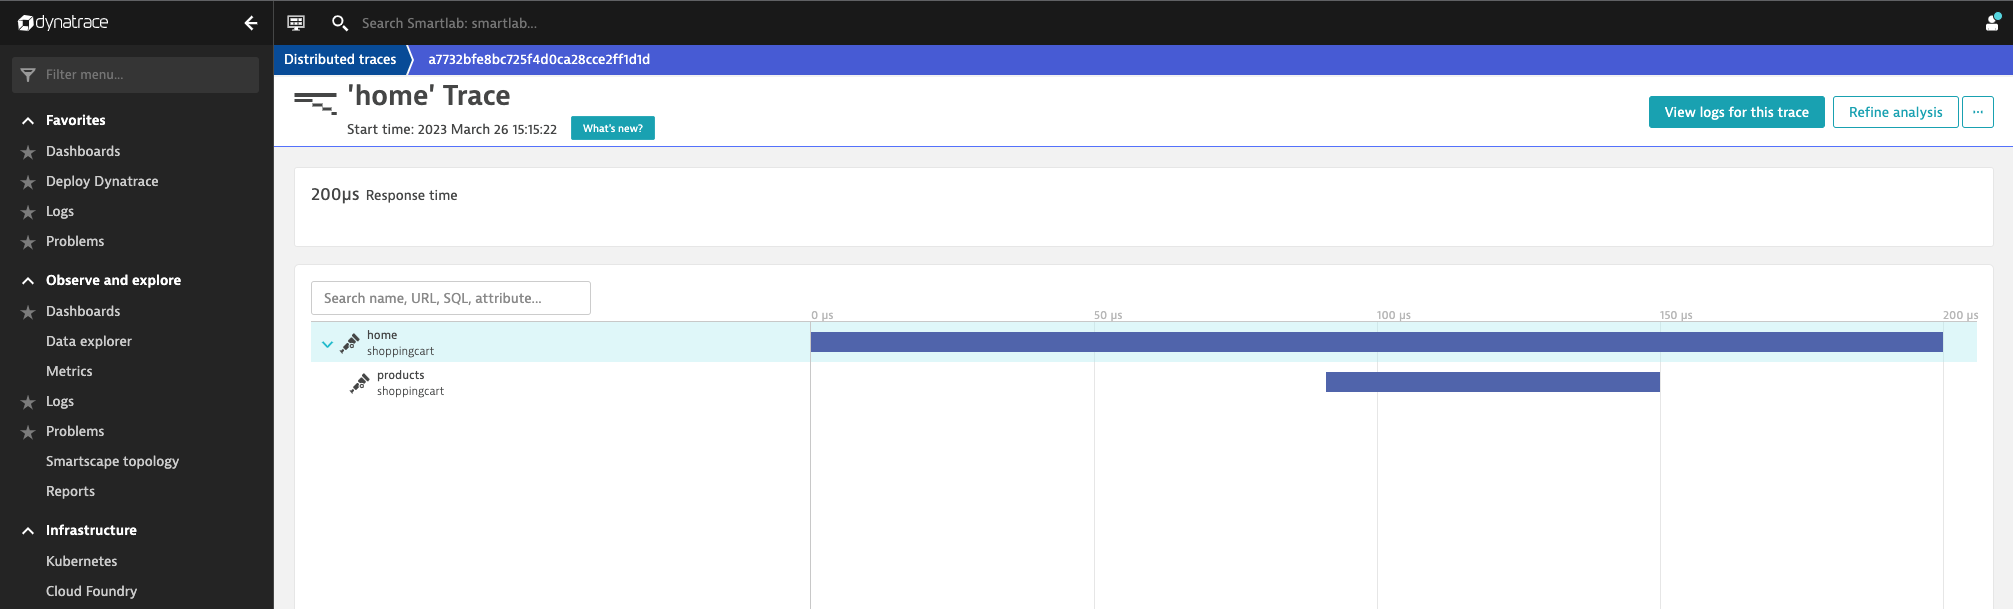 dynatrace
Search Smartlab: smartlab...
Filter menu...
Favorites
Dashboards
Deploy Dynatrace
Logs
Problems
Observe and explore
Dashboards
Data explorer
Metrics
Logs
Problems
Smartscape topology
Reports
Infrastructure
Kubernetes
Cloud Foundry
Distributed traces
a7732bfe8bc725f4d0ca28cce2ff1d1d
'home' Trace
Start time: 2023 March 26 15:15:22
What's new?
View logs for this trace
Refine analysis
...
200µs Response time
Search name, URL, SQL, attribute...
0 µs 50 µs 100 µs 150 µs 200 µs
home
shoppingcart
products
shoppingcart